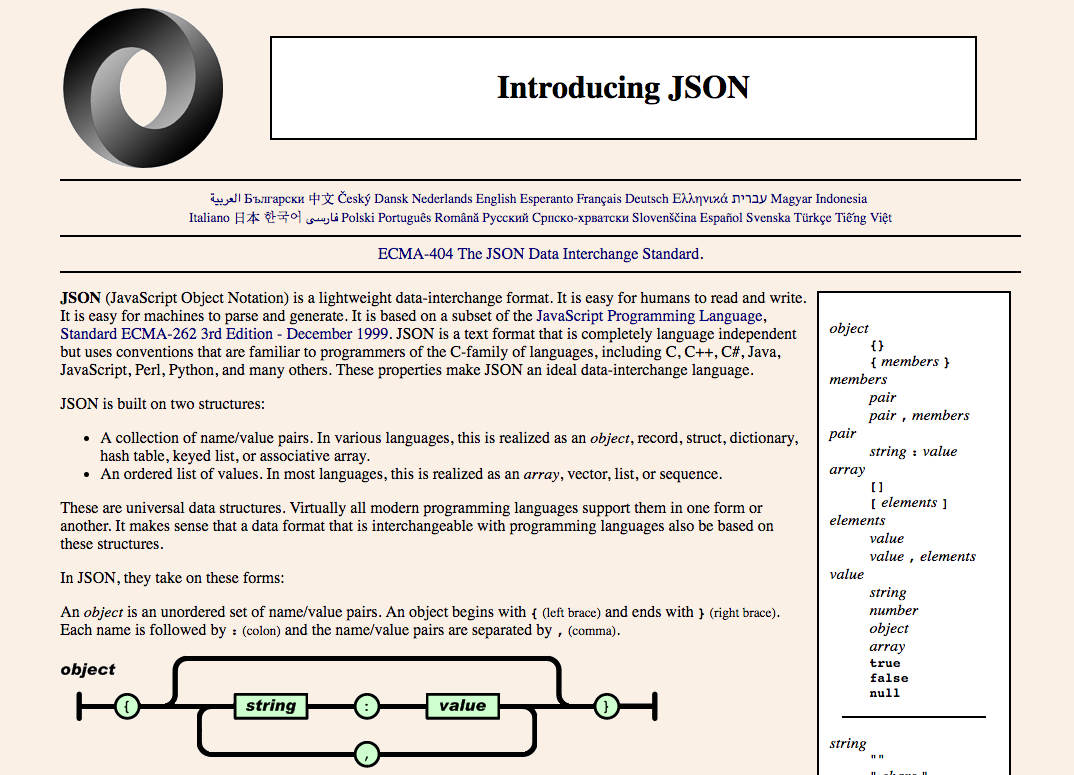 Introducing JSON
العربية Български 中文 Český Dansk Nederlands English Esperanto Français Deutsch Ελληνικά עברית Magyar Indonesia
Italiano 日本 한국어 فارسی Polski Português Română Русский Српско-хрватски Slovenščina Español Svenska Türkçe Tiếng Việt
ECMA-404 The JSON Data Interchange Standard.
JSON (JavaScript Object Notation) is a lightweight data-interchange format. It is easy for humans to read and write.
It is easy for machines to parse and generate. It is based on a subset of the JavaScript Programming Language,
Standard ECMA-262 3rd Edition - December 1999. JSON is a text format that is completely language independent
but uses conventions that are familiar to programmers of the C-family of languages, including C, C++, C#, Java,
JavaScript, Perl, Python, and many others. These properties make JSON an ideal data-interchange language.
JSON is built on two structures:
• A collection of name/value pairs. In various languages, this is realized as an object, record, struct, dictionary,
hash table, keyed list, or associative array.
• An ordered list of values. In most languages, this is realized as an array, vector, list, or sequence.
These are universal data structures. Virtually all modern programming languages support them in one form or
another. It makes sense that a data format that is interchangeable with programming languages also be based on
these structures.
In JSON, they take on these forms:
An object is an unordered set of name/value pairs. An object begins with { (left brace) and ends with } (right brace).
Each name is followed by : (colon) and the name/value pairs are separated by , (comma).
object
{ string : value }
,
object
{}
{ members }
members
pair
pair , members
pair
string : value
array
[]
[ elements ]
elements
value
value , elements
value
string
number
object
array
true
false
null
string
""
" chars "